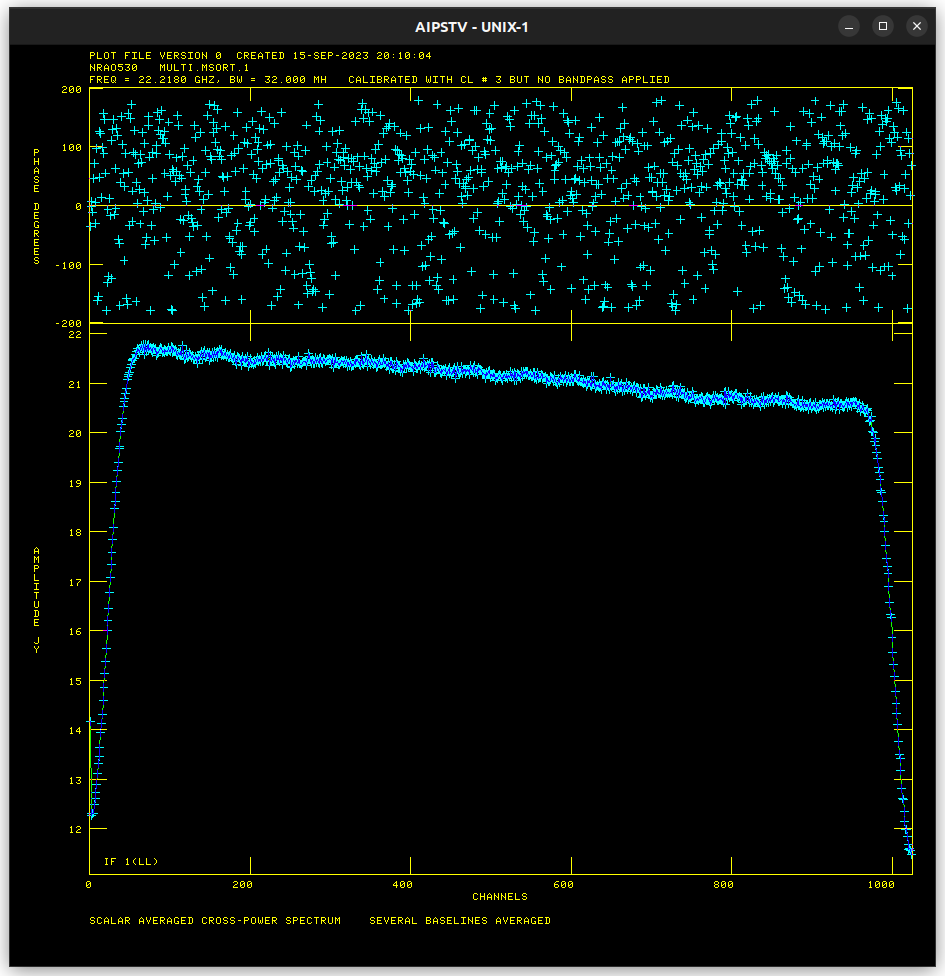 AIPSTV - UNIX-1
PLOT FILE VERSION 0  CREATED 15-SEP-2023 20:10:04
NRAO530   MULTI.MSORT.1
FREQ = 22.2180 GHZ, BW = 32.000 MH   CALIBRATED WITH CL # 3 BUT NO BANDPASS APPLIED
200
100
0
-100
-200
PHASE DEGREES
22
21
20
19
18
17
16
15
14
13
12
AMPLITUDE JY
IF 1(LL)
0 200 400 600 800 1000
CHANNELS
SCALAR AVERAGED CROSS-POWER SPECTRUM    SEVERAL BASELINES AVERAGED